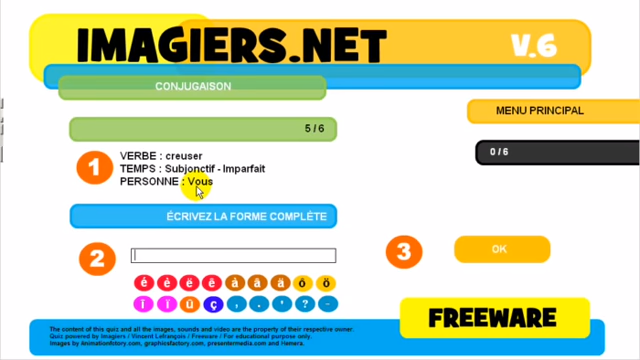 IMAGIERS.NET
V.6
CONJUGAISON
MENU PRINCIPAL
5 / 6
0 / 6
1
VERBE : creuser
TEMPS : Subjonctif - Imparfait
PERSONNE : Vous
ÉCRIVEZ LA FORME COMPLÈTE
2
3
OK
FREEWARE
The content of this quiz and all the images, sounds and video are the property of their respective owner.
Quiz powered by Imagiers / Vincent Lefrançois / Freeware / For educational purpose only.
Images by Animationhistory.com, graphicsfactory.com, presentermedia.com and Hemera.